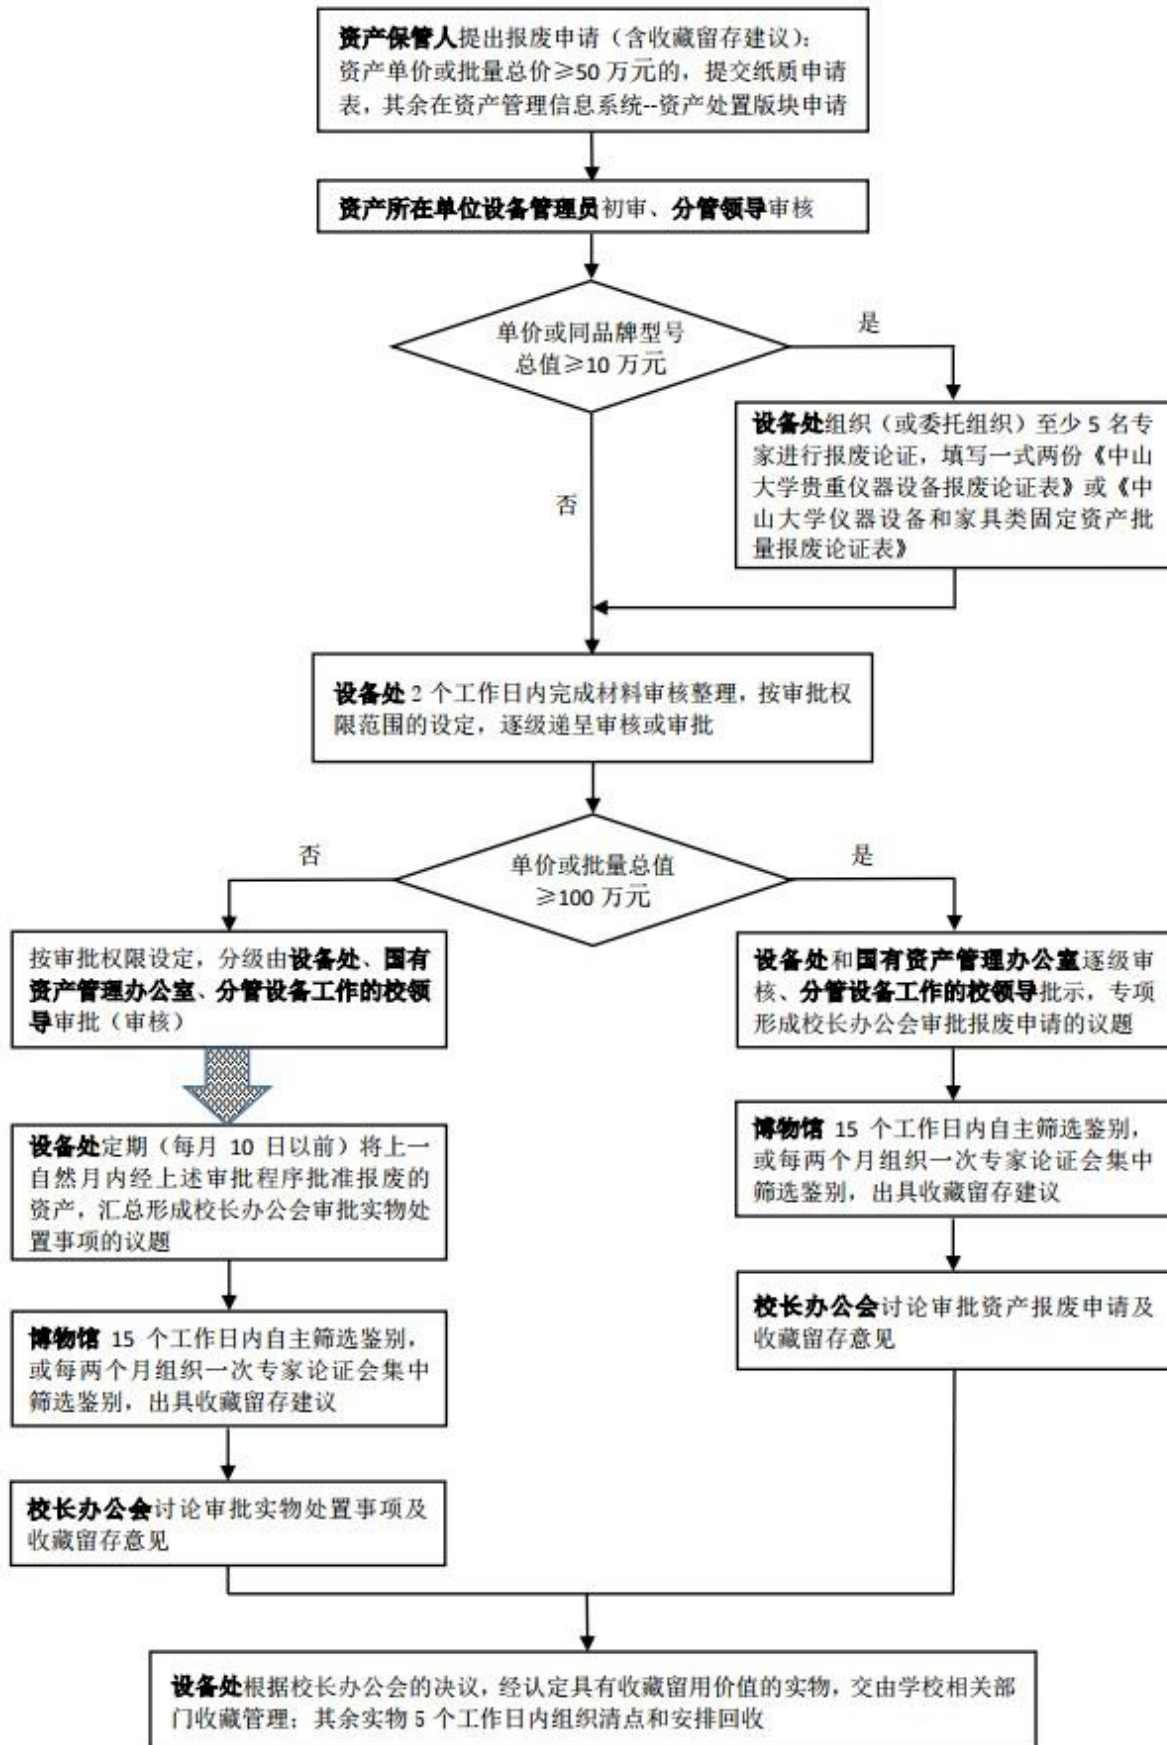 资产保管人提出报废申请（含收藏留存建议）：
资产单价或批量总价≥50 万元的，提交纸质申请
表，其余在资产管理信息系统--资产处置版块申请
资产所在单位设备管理员初审、分管领导审核
单价或同品牌型号
总值≥10 万元
是
设备处组织（或委托组织）至少 5 名专
家进行报废论证，填写一式两份《中山
大学贵重仪器设备报废论证表》或《中
山大学仪器设备和家具类固定资产批
量报废论证表》
否
设备处 2 个工作日内完成材料审核整理，按审批权
限范围的设定，逐级递呈审核或审批
单价或批量总值
≥100 万元
否
是
按审批权限设定，分级由设备处、国有
资产管理办公室、分管设备工作的校领
导审批（审核）
设备处定期（每月 10 日以前）将上一
自然月内经上述审批程序批准报废的
资产，汇总形成校长办公会审批实物处
置事项的议题
博物馆 15 个工作日内自主筛选鉴别，
或每两个月组织一次专家论证会集中
筛选鉴别，出具收藏留存建议
校长办公会讨论审批实物处置事项及
收藏留存意见
设备处和国有资产管理办公室逐级审
核、分管设备工作的校领导批示，专项
形成校长办公会审批报废申请的议题
博物馆 15 个工作日内自主筛选鉴别，
或每两个月组织一次专家论证会集中
筛选鉴别，出具收藏留存建议
校长办公会讨论审批资产报废申请及
收藏留存意见
设备处根据校长办公会的决议，经认定具有收藏留用价值的实物，交由学校相关部
门收藏管理；其余实物 5 个工作日内组织清点和安排回收